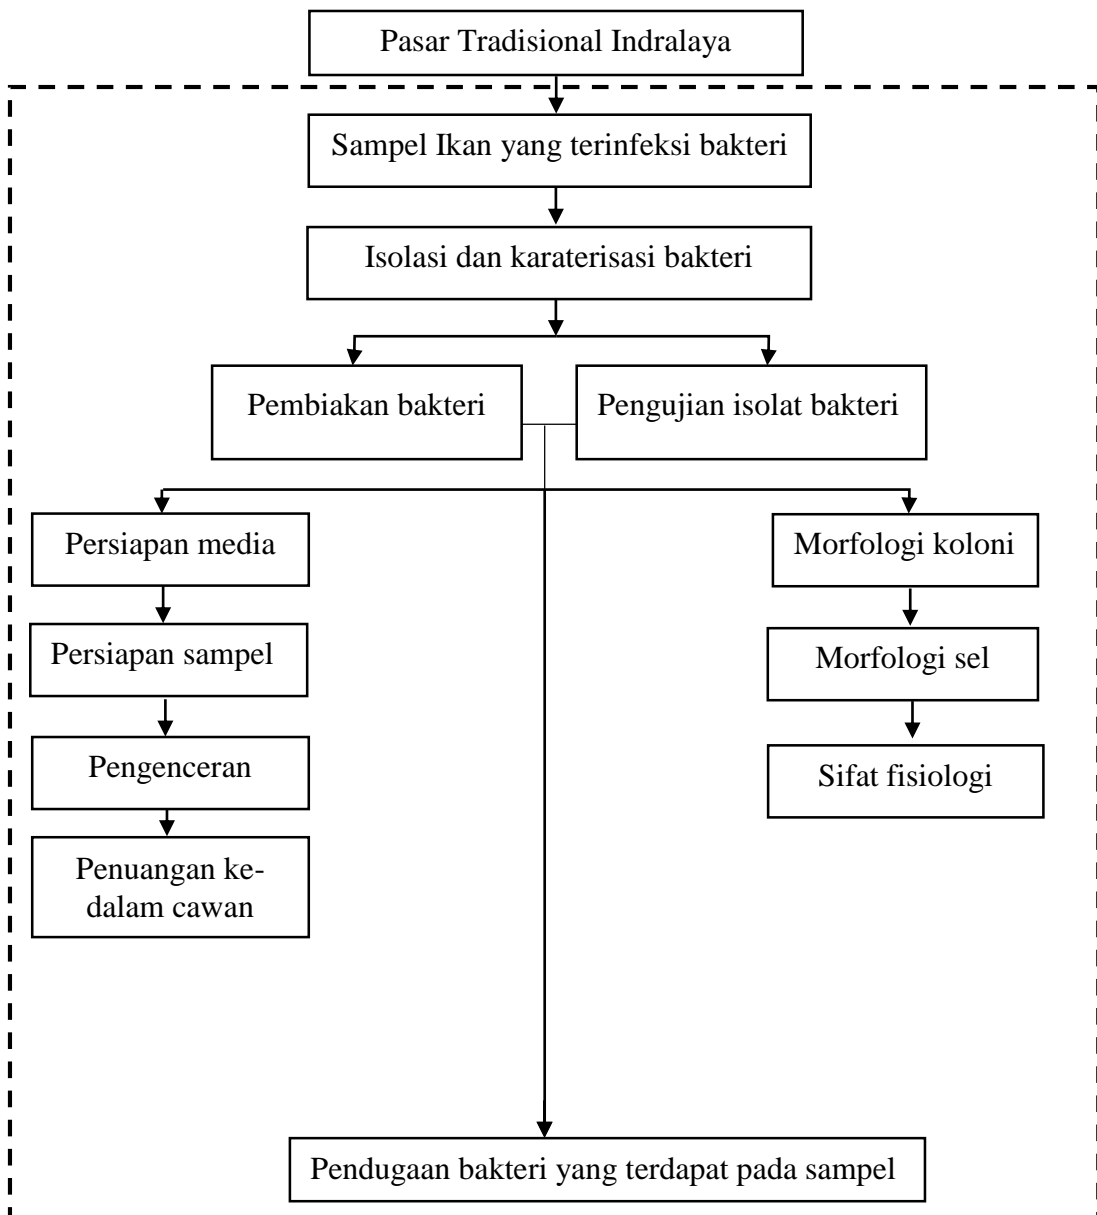 Pasar Tradisional Indralaya
Sampel Ikan yang terinfeksi bakteri
Isolasi dan karaterisasi bakteri
Pembiakan bakteri
Pengujian isolat bakteri
Persiapan media
Persiapan sampel
Pengenceran
Penuangan ke-
dalam cawan
Morfologi koloni
Morfologi sel
Sifat fisiologi
Pendugaan bakteri yang terdapat pada sampel